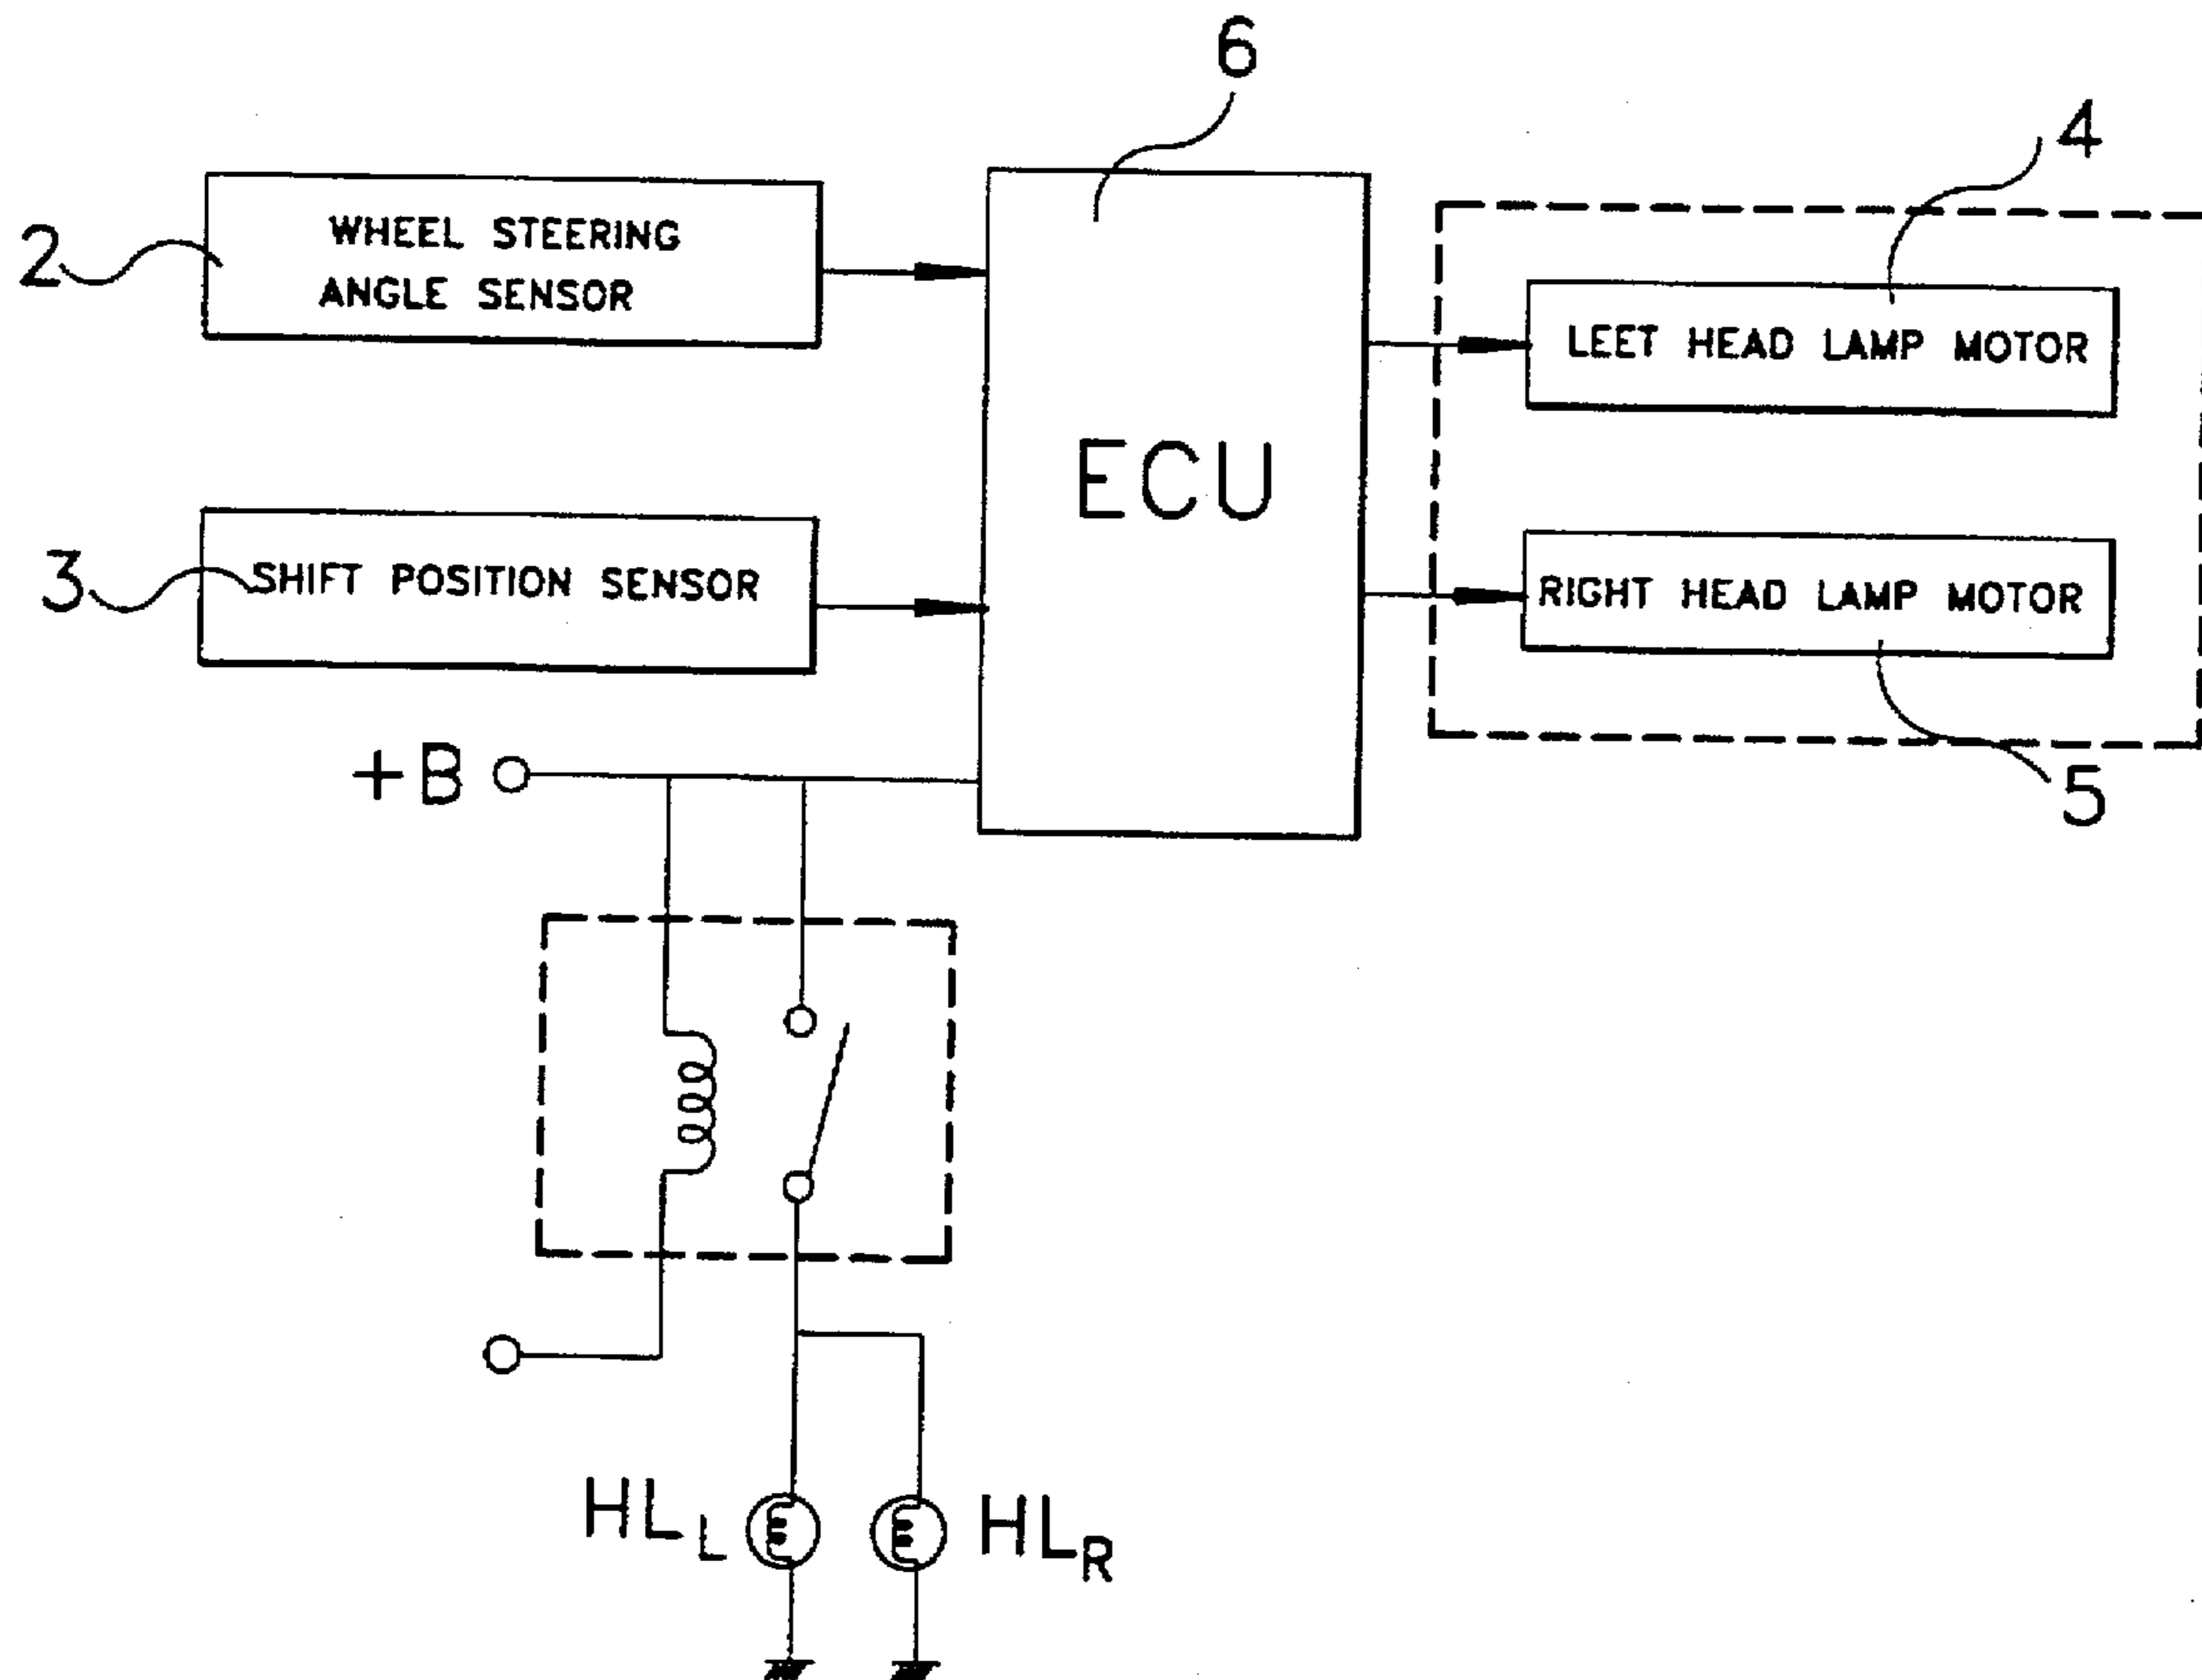 6
4
2
WHEEL STEERING
ANGLE SENSOR
LEET HEAD LAMP MOTOR
ECU
3
SHIFT POSITION SENSOR
RIGHT HEAD LAMP MOTOR
+B
5
HLL
HLR